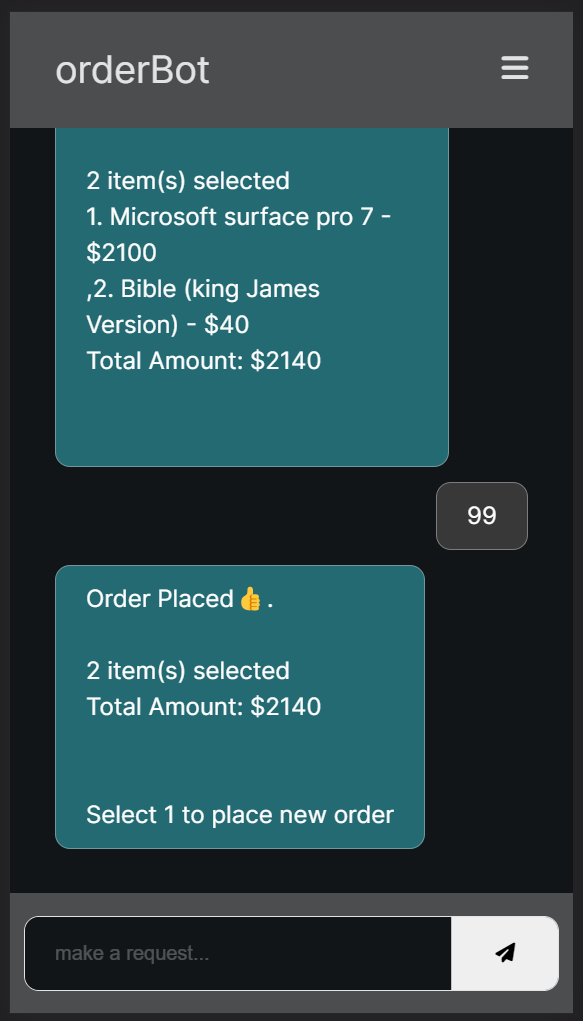 orderBot
2 item(s) selected
1. Microsoft surface pro 7 -
$2100
,2. Bible (king James
Version) - $40
Total Amount: $2140
99
Order Placed👍.
2 item(s) selected
Total Amount: $2140
Select 1 to place new order
make a request...